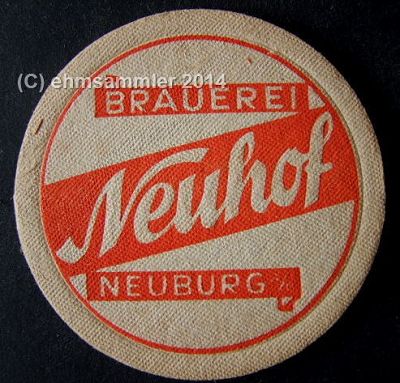 (C) ehmsammler 2014
BRAUEREI
Neuhof
NEUBURG